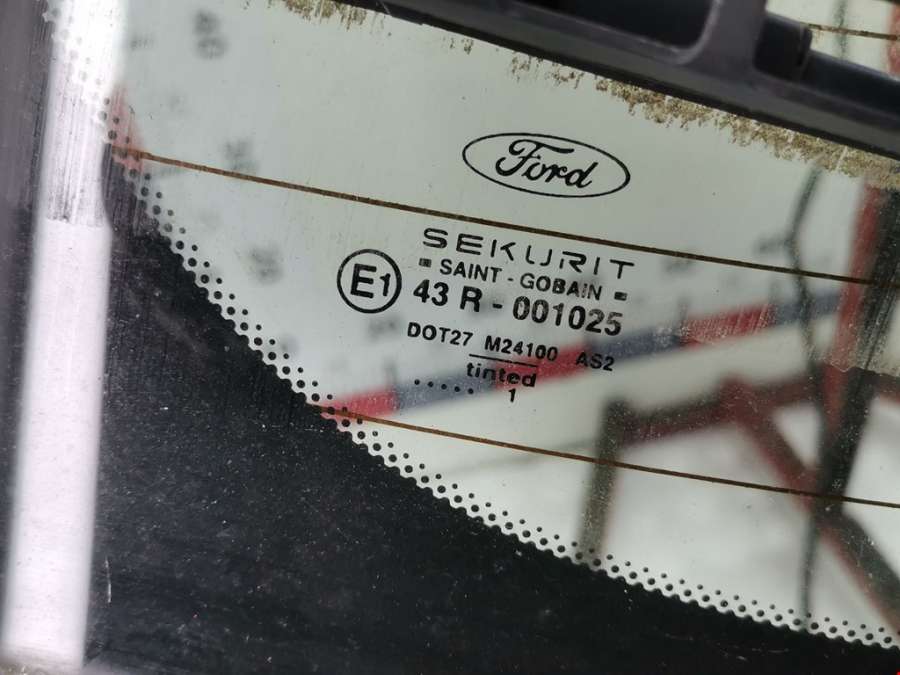 Ford
SEKURIT
SAINT-GOBAIN
E1
43 R-001025
DOT27 M24100 AS2
tinted
.....
1